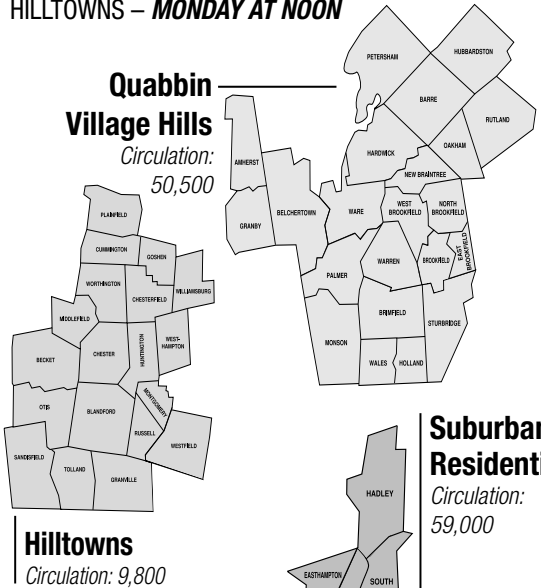 HILLTOWNS – MONDAY AT NOON
Quabbin
Village Hills
Circulation:
50,500
PETERSHAM
HUBBARDSTON
BARRE
RUTLAND
HARDWICK
OAKHAM
NEW BRAINTREE
AMHERST
BELCHERTOWN
GRANBY
WARE
WEST
BROOKFIELD
NORTH
BROOKFIELD
PALMER
WARREN
BROOKFIELD
EAST
BROOKFIELD
MONSON
BRIMFIELD
STURBRIDGE
WALES
HOLLAND
PLAINFIELD
CUMMINGTON
GOSHEN
WORTHINGTON
CHESTERFIELD
WILLIAMSBURG
MIDDLEFIELD
BECKET
CHESTER
HUNTINGTON
WEST-
HAMPTON
OTIS
BLANDFORD
MONTGOMERY
RUSSELL
WESTFIELD
SANDISFIELD
TOLLAND
GRANVILLE
Hilltowns
Circulation: 9,800
Suburban
Residenti
Circulation:
59,000
HADLEY
EASTHAMPTON
SOUTH